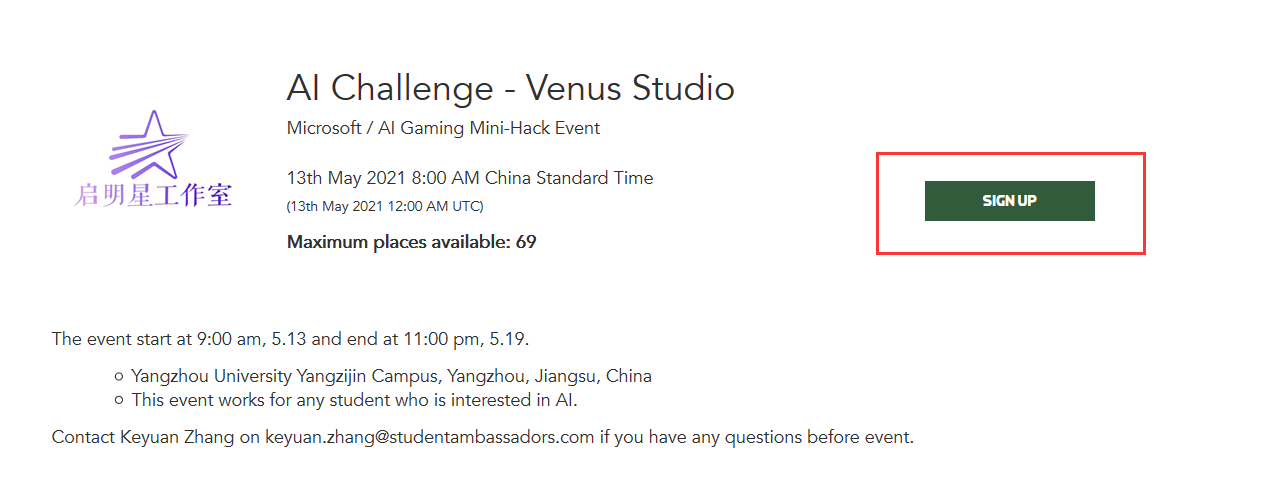 AI Challenge - Venus Studio
Microsoft / AI Gaming Mini-Hack Event
启明星工作室
13th May 2021 8:00 AM China Standard Time
(13th May 2021 12:00 AM UTC)
Maximum places available: 69
SIGN UP
The event start at 9:00 am, 5.13 and end at 11:00 pm, 5.19.
Yangzhou University Yangzijin Campus, Yangzhou, Jiangsu, China
This event works for any student who is interested in AI.
Contact Keyuan Zhang on keyuan.zhang@studentambassadors.com if you have any questions before event.